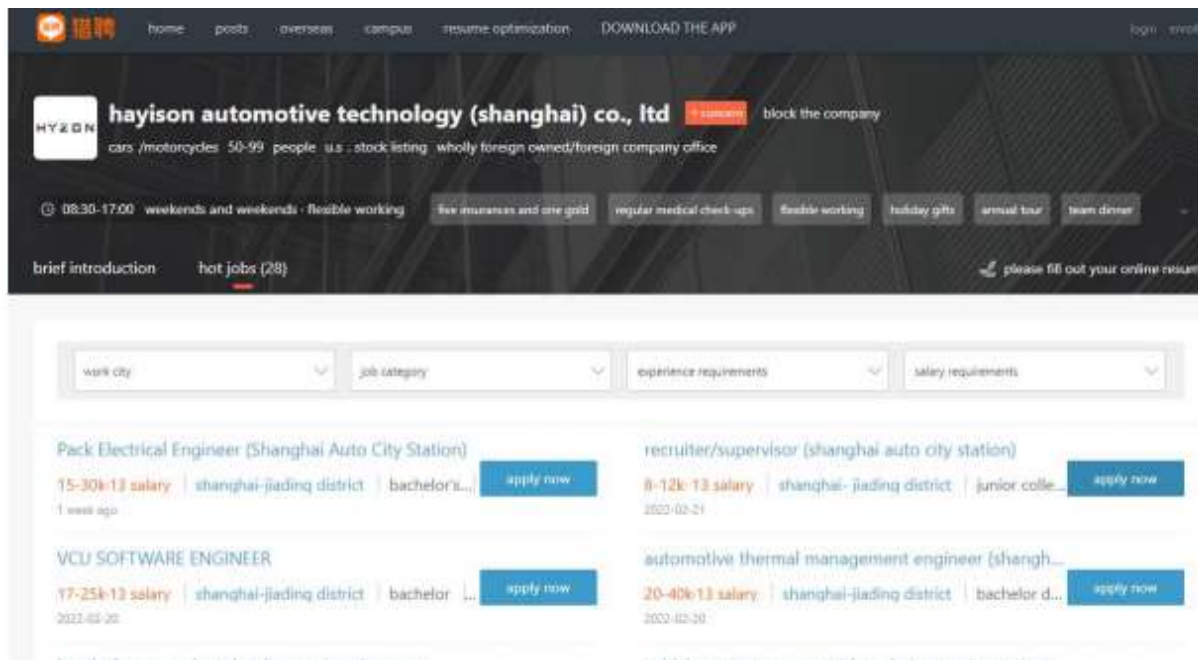 猎聘 home posts overseas campus resume optimization DOWNLOAD THE APP login
HYZON
hayison automotive technology (shanghai) co., ltd block the company
cars /motorcycles 50-99 people u.s . stock listing wholly foreign owned/foreign company office
08:30-17:00 weekends and weekends · flexible working five insurances and one gold regular medical check-ups flexible working holiday gifts annual tour team dinner
brief introduction hot jobs (28) please fill out your online resum
work city job category experience requirements salary requirements
Pack Electrical Engineer (Shanghai Auto City Station) recruiter/supervisor (shanghai auto city station)
15-30k·13 salary shanghai-jiading district bachelor's... apply now 8-12k· 13 salary shanghai- jiading district junior colle... apply now
1 week ago 2022-02-21
VCU SOFTWARE ENGINEER automotive thermal management engineer (shangh...
17-25k·13 salary shanghai-jiading district bachelor ... apply now 20-40k·13 salary shanghai-jiading district bachelor d... apply now
2022-02-20 2022-02-20